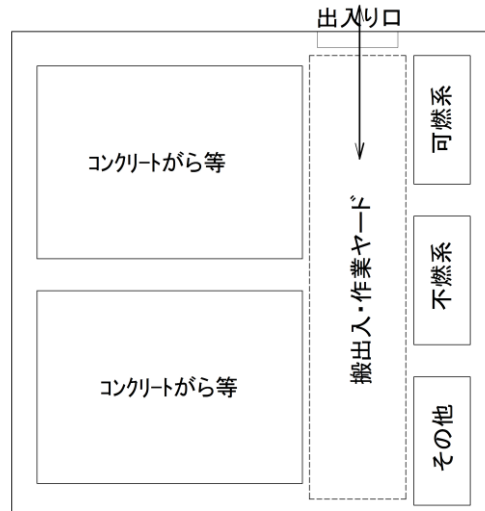 出入り口
コンクリートがら等
コンクリートがら等
搬出入・作業ヤード
可燃系
不燃系
その他